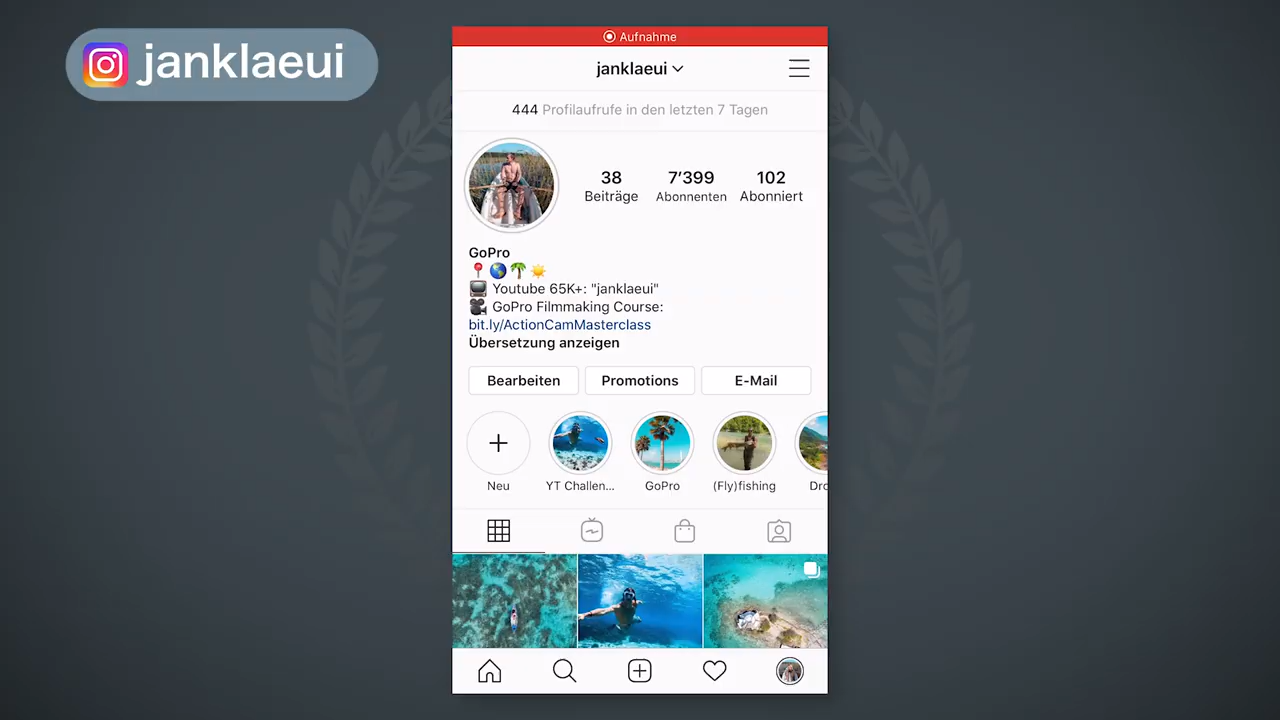 janklaeui
Aufnahme
janklaeui
444 Profilaufrufe in den letzten 7 Tagen
38 7’399 102
Beiträge Abonnenten Abonniert
GoPro
Youtube 65K+: "janklaeui"
GoPro Filmmaking Course:
bit.ly/ActionCamMasterclass
Übersetzung anzeigen
Bearbeiten Promotions E-Mail
Neu YT Challen... GoPro (Fly)fishing Dro